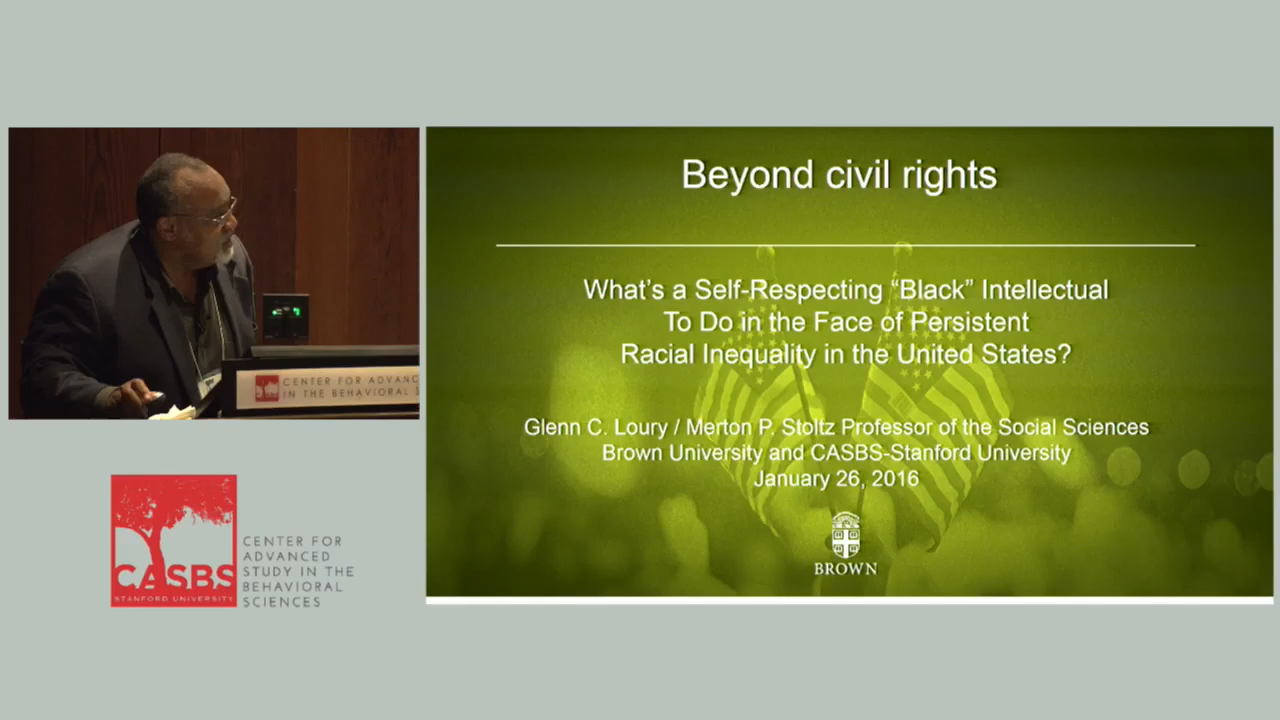 Beyond civil rights
What's a Self-Respecting “Black” Intellectual
To Do in the Face of Persistent
Racial Inequality in the United States?
Glenn C. Loury / Merton P. Stoltz Professor of the Social Sciences
Brown University and CASBS-Stanford University
January 26, 2016
BROWN
CENTER FOR ADVANC
IN THE BEHAVIORAL S
CASBS
STANFORD UNIVERSITY
CENTER FOR
ADVANCED
STUDY IN THE
BEHAVIORAL
SCIENCES